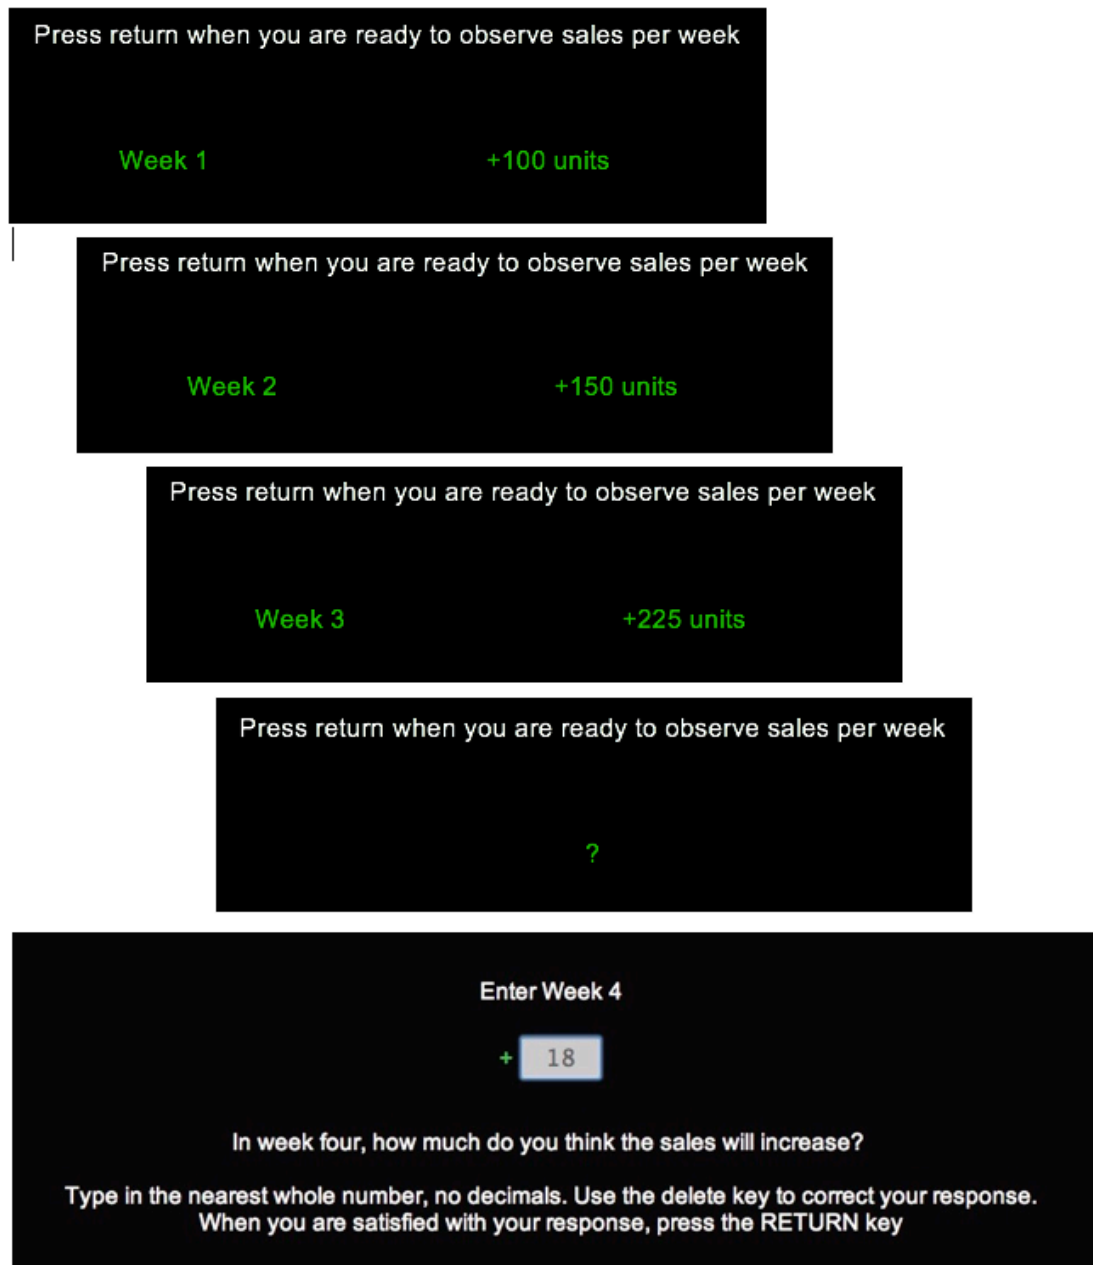 Press return when you are ready to observe sales per week
Week 1 +100 units
Press return when you are ready to observe sales per week
Week 2 +150 units
Press return when you are ready to observe sales per week
Week 3 +225 units
Press return when you are ready to observe sales per week
?
Enter Week 4
+ 18
In week four, how much do you think the sales will increase?
Type in the nearest whole number, no decimals. Use the delete key to correct your response.
When you are satisfied with your response, press the RETURN key